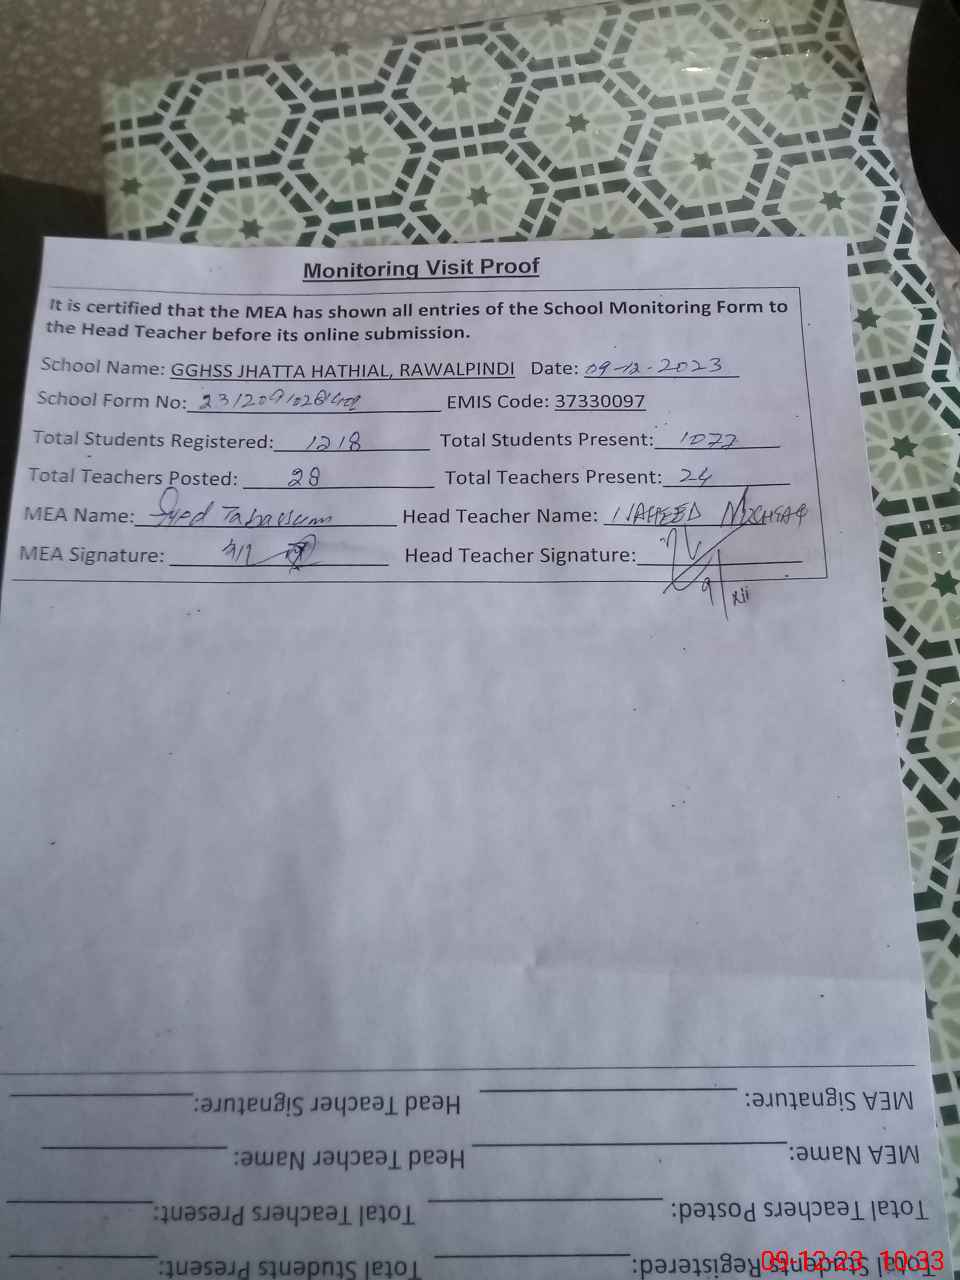 Monitoring Visit Proof
It is certified that the MEA has shown all entries of the School Monitoring Form to
the Head Teacher before its online submission.
School Name: GGHSS JHATTA HATHIAL, RAWALPINDI Date: 09-12-2023
School Form No: EMIS Code: 37330097
Total Students Registered: 1218 Total Students Present: 1077
Total Teachers Posted: 28 Total Teachers Present: 24
MEA Name: Syed Tabassum Head Teacher Name: NAHEED
MEA Signature: Head Teacher Signature:
9/xii
MEA Signature: Head Teacher Signature:
MEA Name: Head Teacher Name:
Total Teachers Posted: Total Teachers Present:
Total Students Registered: Total Students Present:
09-12-23 10:33